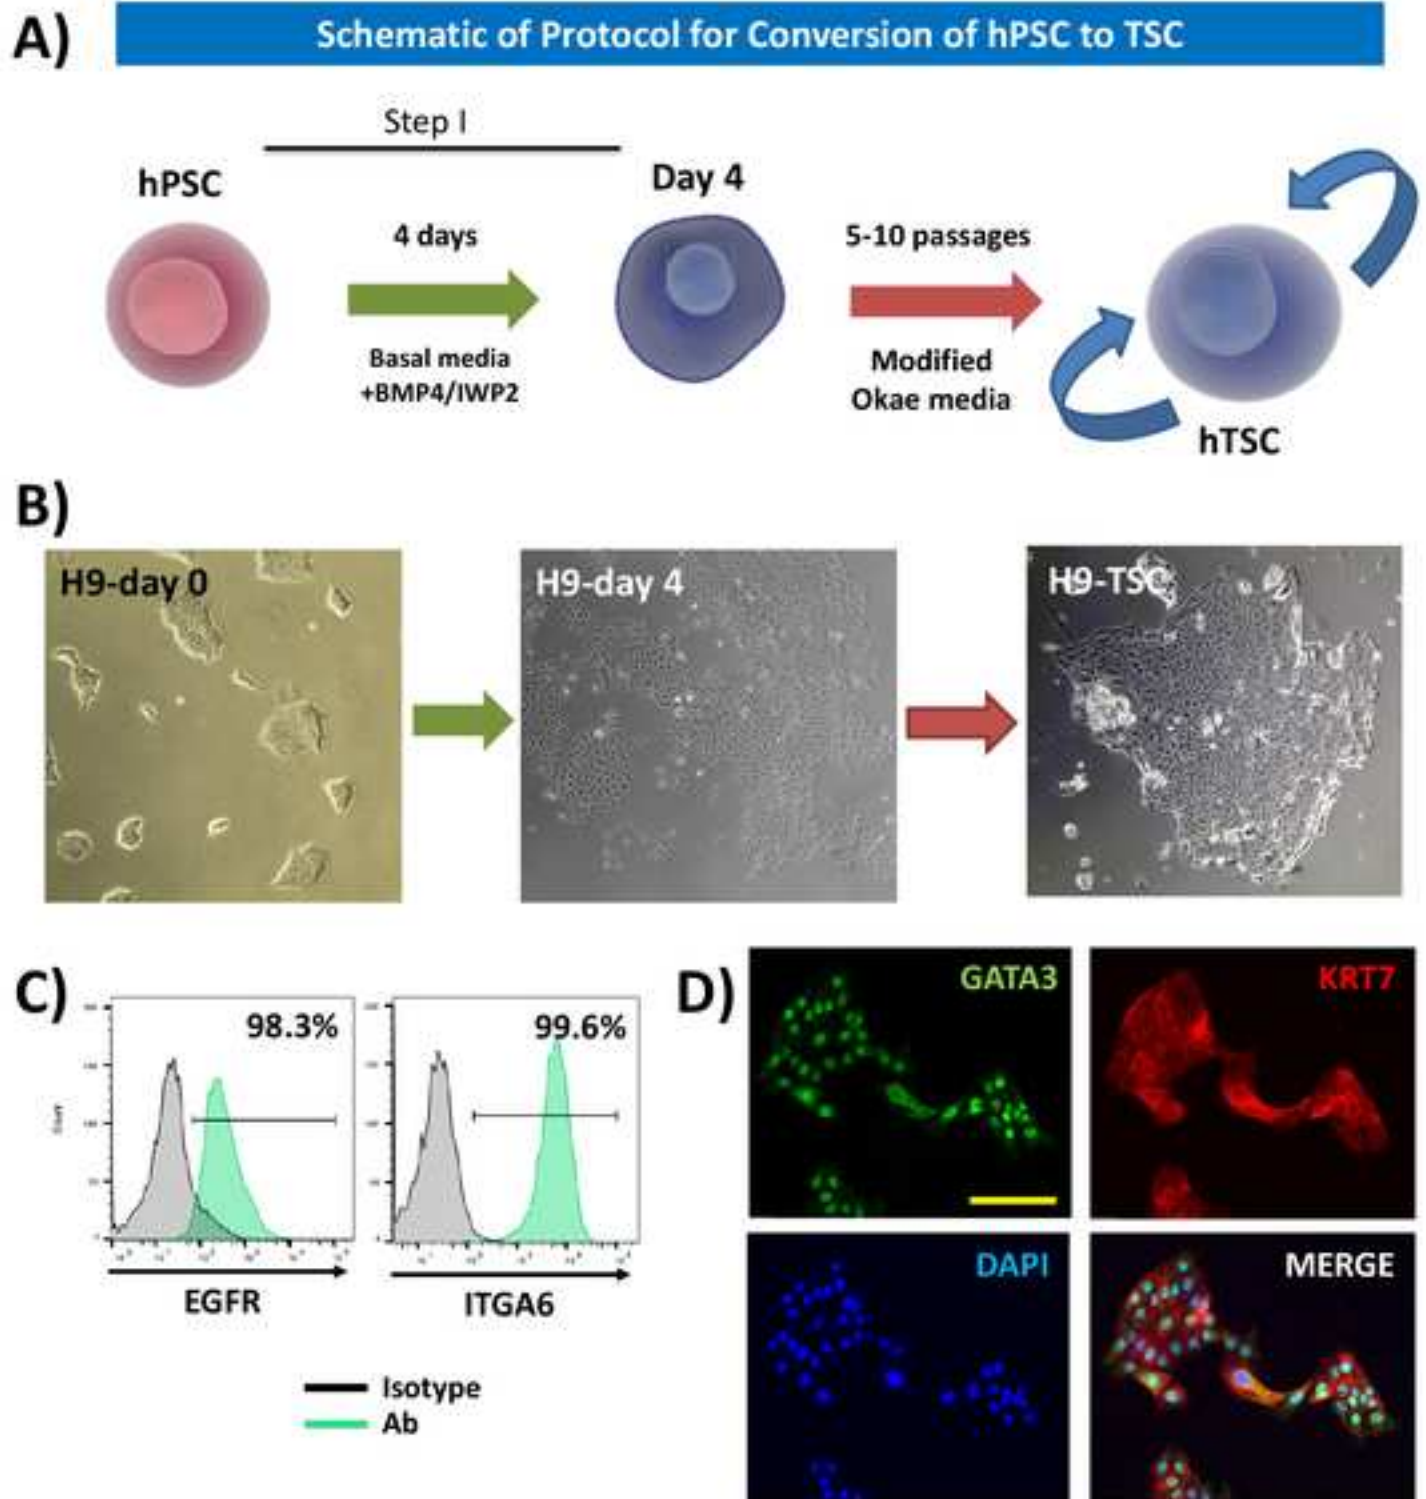 A)
Schematic of Protocol for Conversion of hPSC to TSC
Step I
hPSC
Day 4
4 days
5-10 passages
Basal media
+BMP4/IWP2
Modified
Okae media
hTSC
B)
H9-day 0
H9-day 4
H9-TSC
C)
98.3%
99.6%
EGFR
ITGA6
Isotype
Ab
D)
GATA3
KRT7
DAPI
MERGE